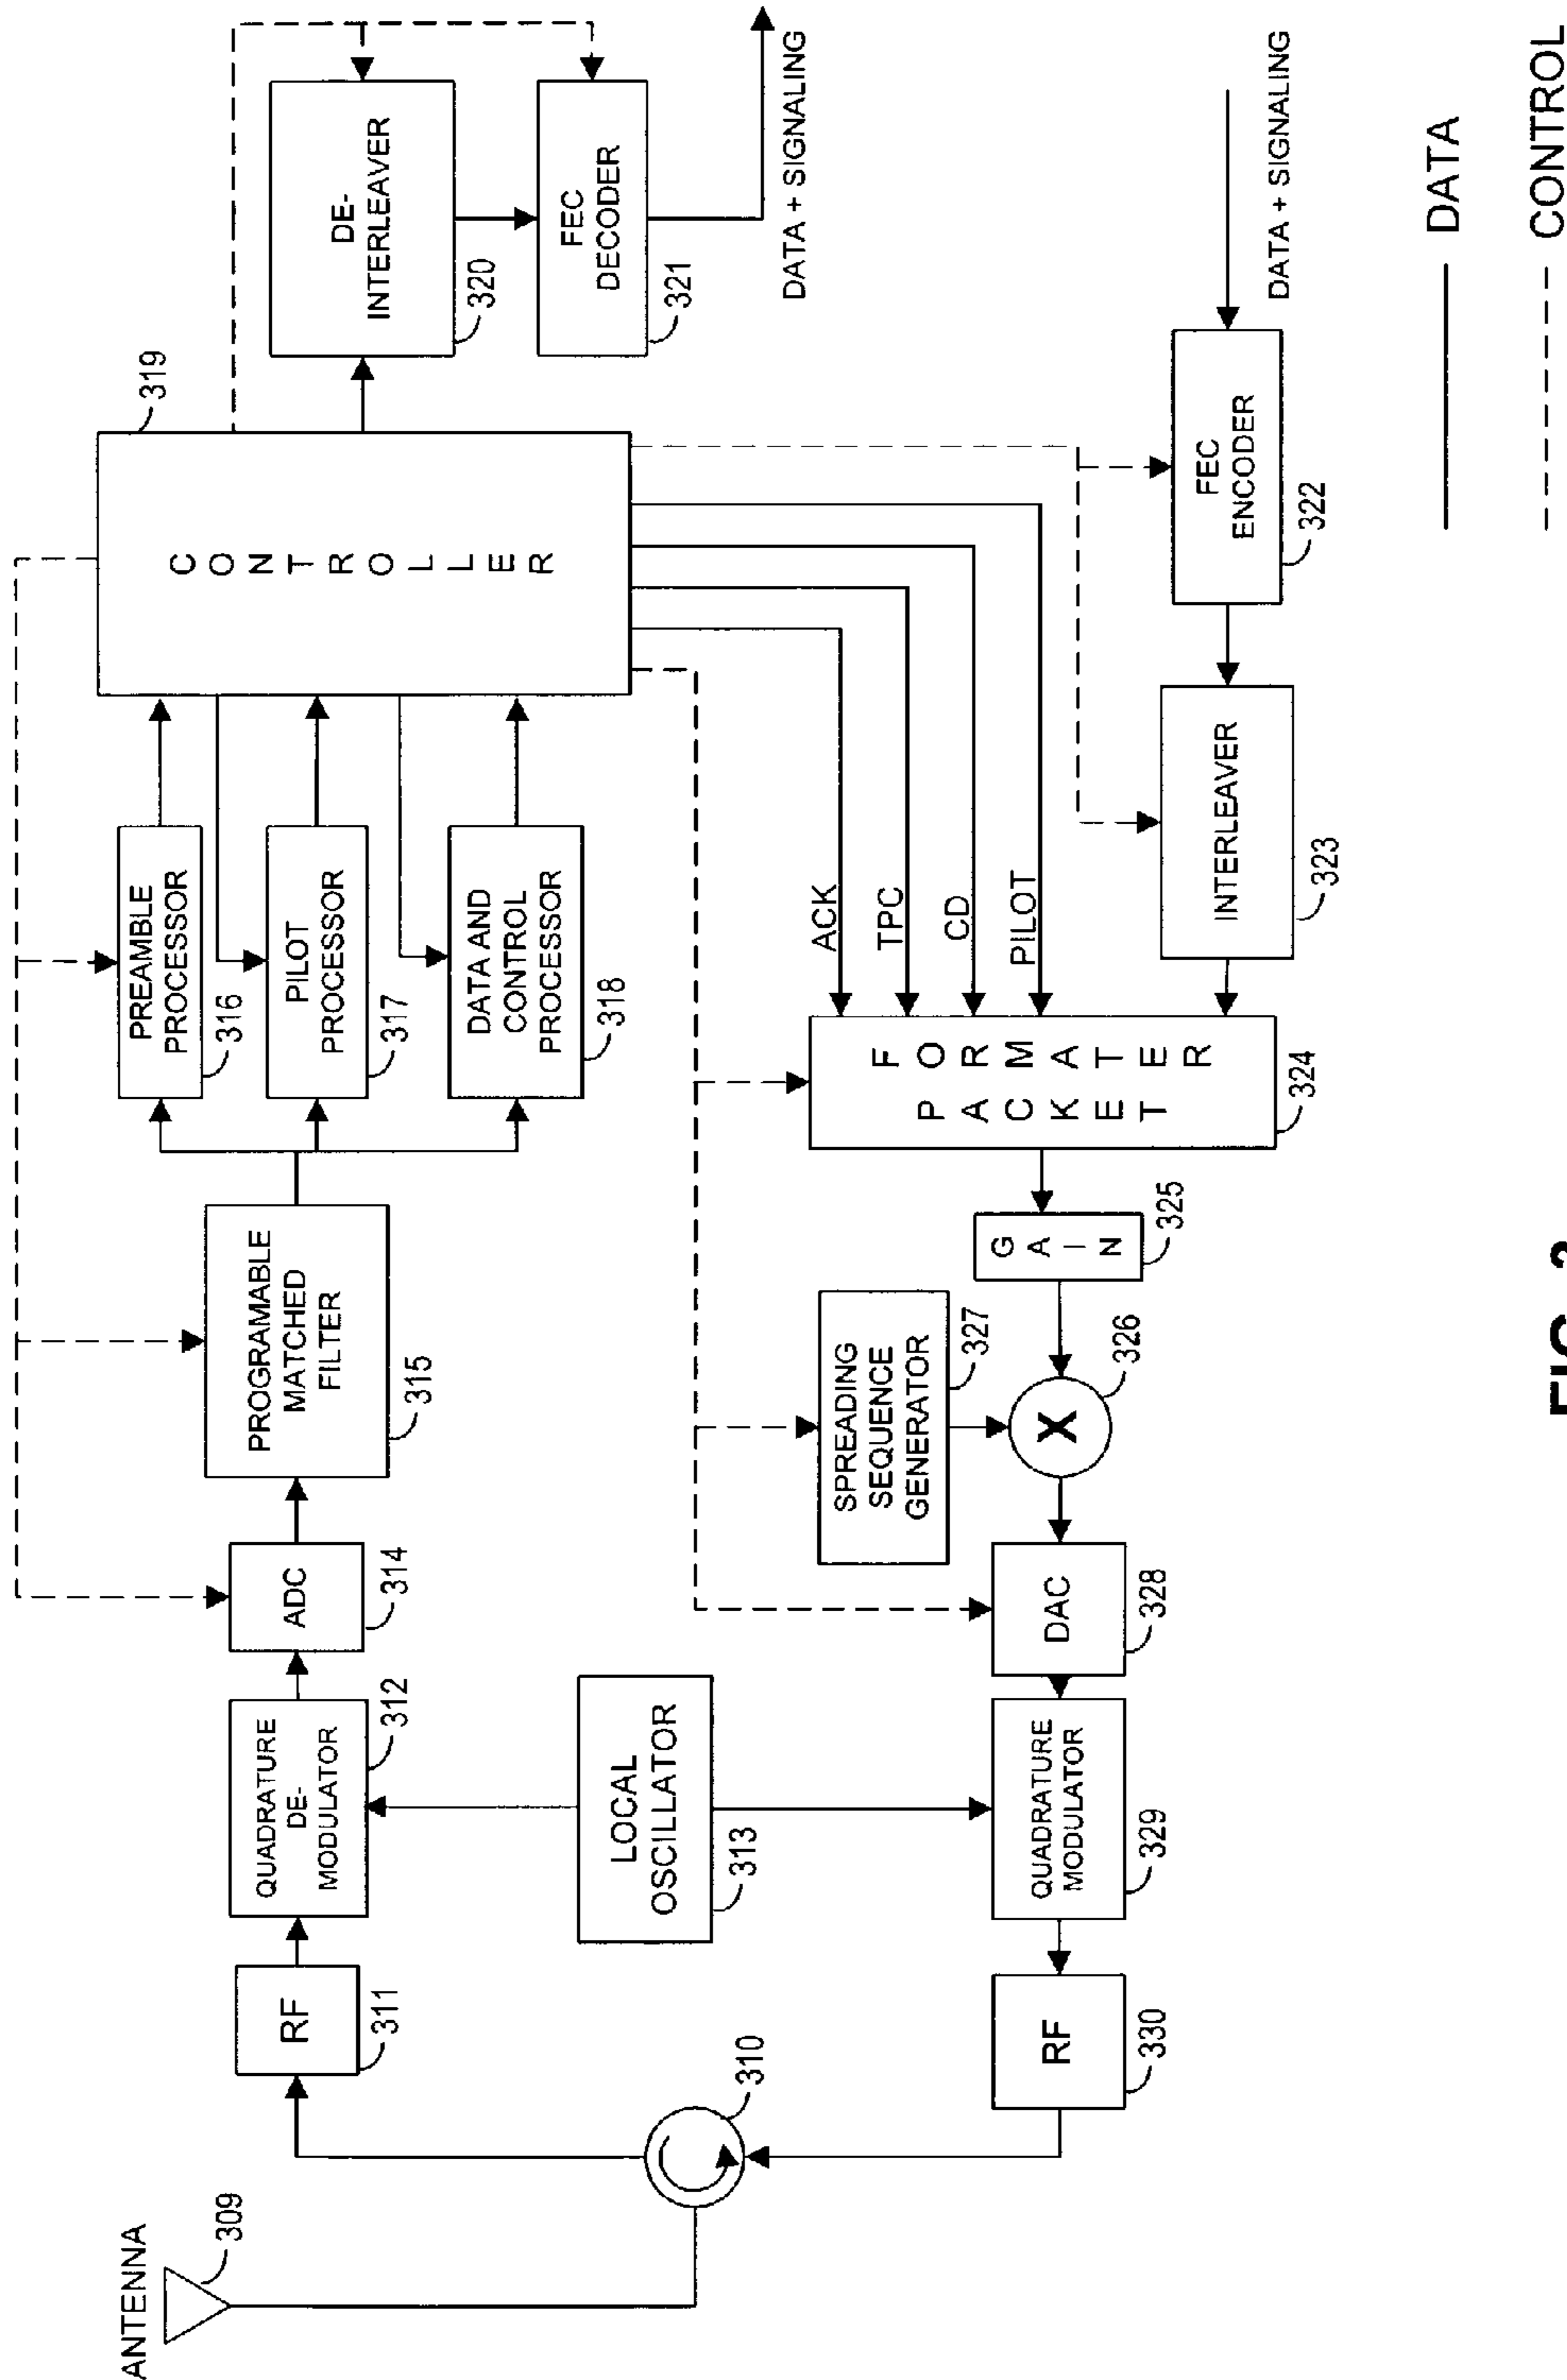 ANTENNA
309
310
RF
311
QUADRATURE
DE-
MODULATOR
312
LOCAL
OSCILLATOR
313
ADC
314
PROGRAMABLE
MATCHED
FILTER
315
PREAMBLE
PROCESSOR
316
PILOT
PROCESSOR
317
DATA AND
CONTROL
PROCESSOR
318
CONTROLLER
319
DE-
INTERLEAVER
320
FEC
DECODER
321
DATA + SIGNALING
ACK
TPC
CD
PILOT
DATA + SIGNALING
FEC
ENCODER
322
INTERLEAVER
323
PACKET
FORMATER
324
GAIN
325
X
326
SPREADING
SEQUENCE
GENERATOR
327
DAC
328
QUADRATURE
MODULATOR
329
RF
330
DATA
CONTROL